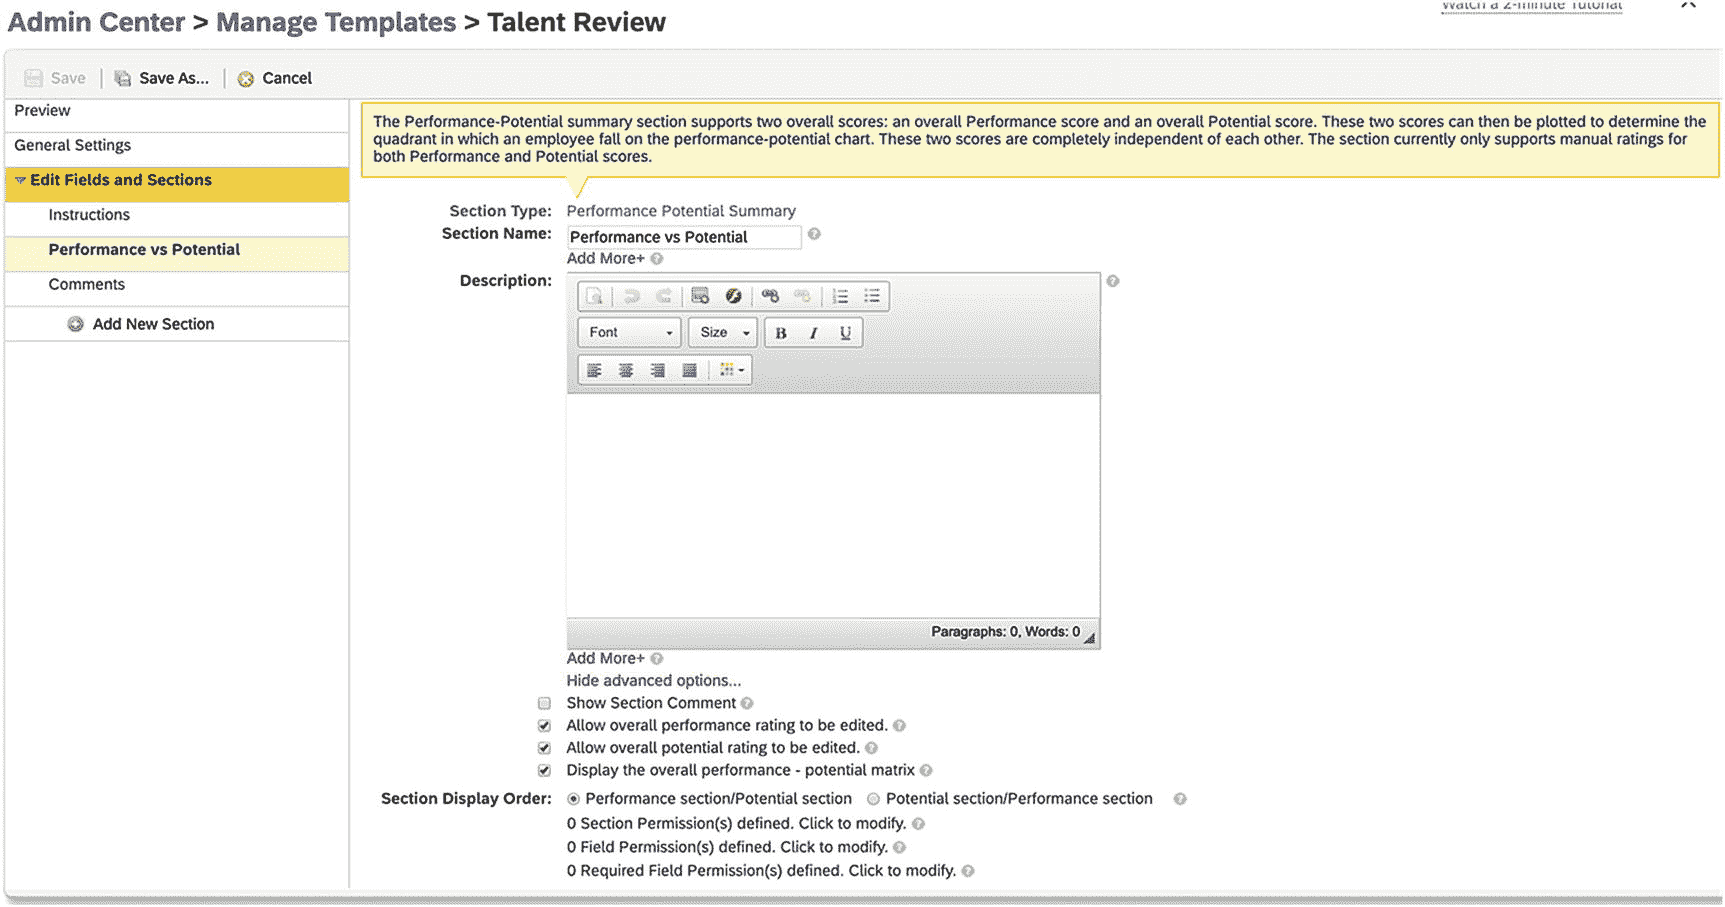 Watch a 2-minute Tutorial
Admin Center > Manage Templates > Talent Review
Save Save As... Cancel
Preview
General Settings
Edit Fields and Sections
Instructions
Performance vs Potential
Comments
Add New Section
The Performance-Potential summary section supports two overall scores: an overall Performance score and an overall Potential score. These two scores can then be plotted to determine the
quadrant in which an employee fall on the performance-potential chart. These two scores are completely independent of each other. The section currently only supports manual ratings for
both Performance and Potential scores.
Section Type: Performance Potential Summary
Section Name: Performance vs Potential
Add More+
Description:
Font Size B I U
Paragraphs: 0, Words: 0
Add More+
Hide advanced options...
Show Section Comment
Allow overall performance rating to be edited.
Allow overall potential rating to be edited.
Display the overall performance - potential matrix
Section Display Order: Performance section/Potential section Potential section/Performance section
0 Section Permission(s) defined. Click to modify.
0 Field Permission(s) defined. Click to modify.
0 Required Field Permission(s) defined. Click to modify.